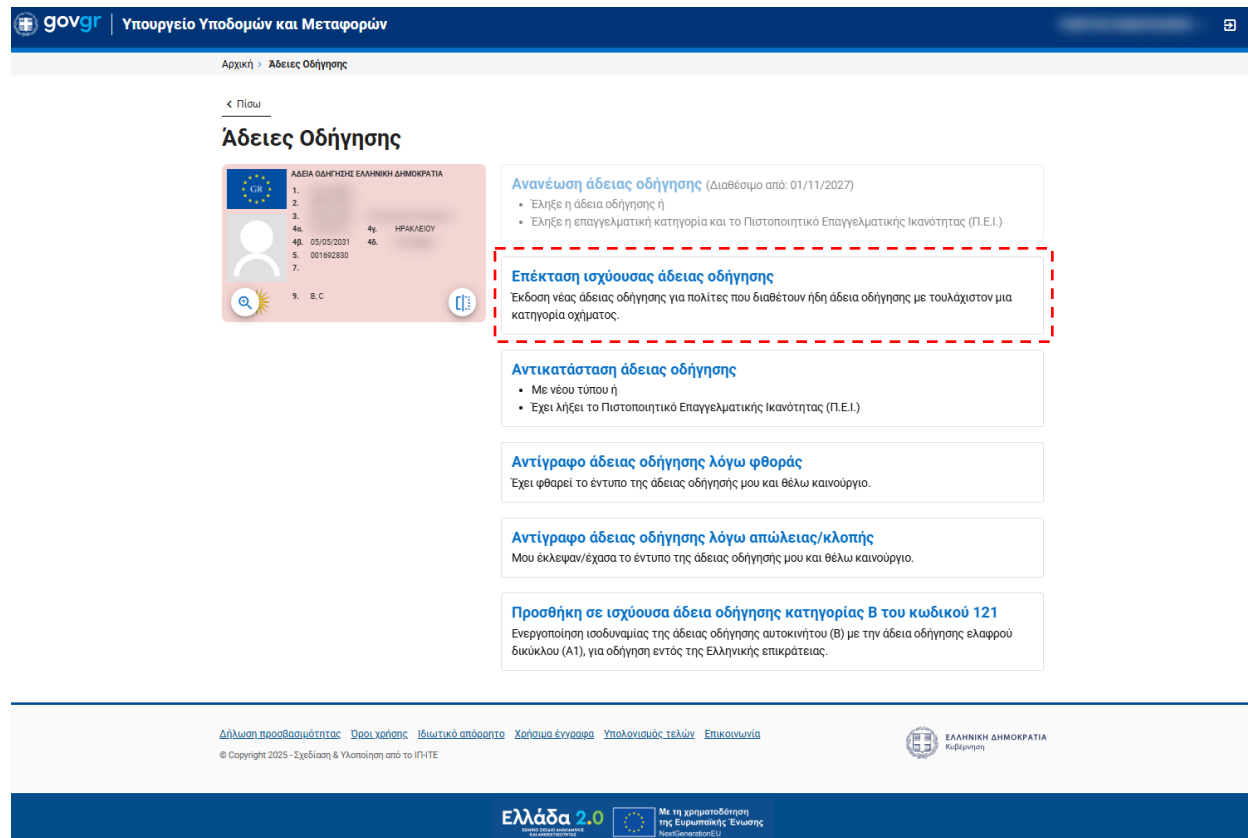 govgr Υπουργείο Υποδομών και Μεταφορών
Αρχική > Άδειες Οδήγησης
< Πίσω
Άδειες Οδήγησης
GR
ΑΔΕΙΑ ΟΔΗΓΗΣΗΣ ΕΛΛΗΝΙΚΗ ΔΗΜΟΚΡΑΤΙΑ
1.
2.
3.
4α. 4γ. ΗΡΑΚΛΕΙΟΥ
4β. 05/05/2031 4δ.
5. 001692830
7.
9. B, C
Ανανέωση άδειας οδήγησης (Διαθέσιμο από: 01/11/2027)
• Έληξε η άδεια οδήγησης ή
• Έληξε η επαγγελματική κατηγορία και το Πιστοποιητικό Επαγγελματικής Ικανότητας (Π.Ε.Ι.)
Επέκταση ισχύουσας άδειας οδήγησης
Έκδοση νέας άδειας οδήγησης για πολίτες που διαθέτουν ήδη άδεια οδήγησης με τουλάχιστον μια
κατηγορία οχήματος.
Αντικατάσταση άδειας οδήγησης
• Με νέου τύπου ή
• Έχει λήξει το Πιστοποιητικό Επαγγελματικής Ικανότητας (Π.Ε.Ι.)
Αντίγραφο άδειας οδήγησης λόγω φθοράς
Έχει φθαρεί το έντυπο της άδειας οδήγησής μου και θέλω καινούργιο.
Αντίγραφο άδειας οδήγησης λόγω απώλειας/κλοπής
Μου έκλεψαν/έχασα το έντυπο της άδειας οδήγησής μου και θέλω καινούργιο.
Προσθήκη σε ισχύουσα άδεια οδήγησης κατηγορίας Β του κωδικού 121
Ενεργοποίηση ισοδυναμίας της άδειας οδήγησης αυτοκινήτου (Β) με την άδεια οδήγησης ελαφρού
δικύκλου (Α1), για οδήγηση εντός της Ελληνικής επικράτειας.
Δήλωση προσβασιμότητας Όροι χρήσης Ιδιωτικό απόρρητο Χρήσιμα έγγραφα Υπολογισμός τελών Επικοινωνία
© Copyright 2025 - Σχεδίαση & Υλοποίηση από το ΙΠ-ΙΤΕ
ΕΛΛΗΝΙΚΗ ΔΗΜΟΚΡΑΤΙΑ
Κυβέρνηση
Ελλάδα 2.0
ΕΘΝΙΚΟ ΣΧΕΔΙΟ ΑΝΑΚΑΜΨΗΣ
ΚΑΙ ΑΝΘΕΚΤΙΚΟΤΗΤΑΣ
Με τη χρηματοδότηση
της Ευρωπαϊκής Ένωσης
NextGenerationEU